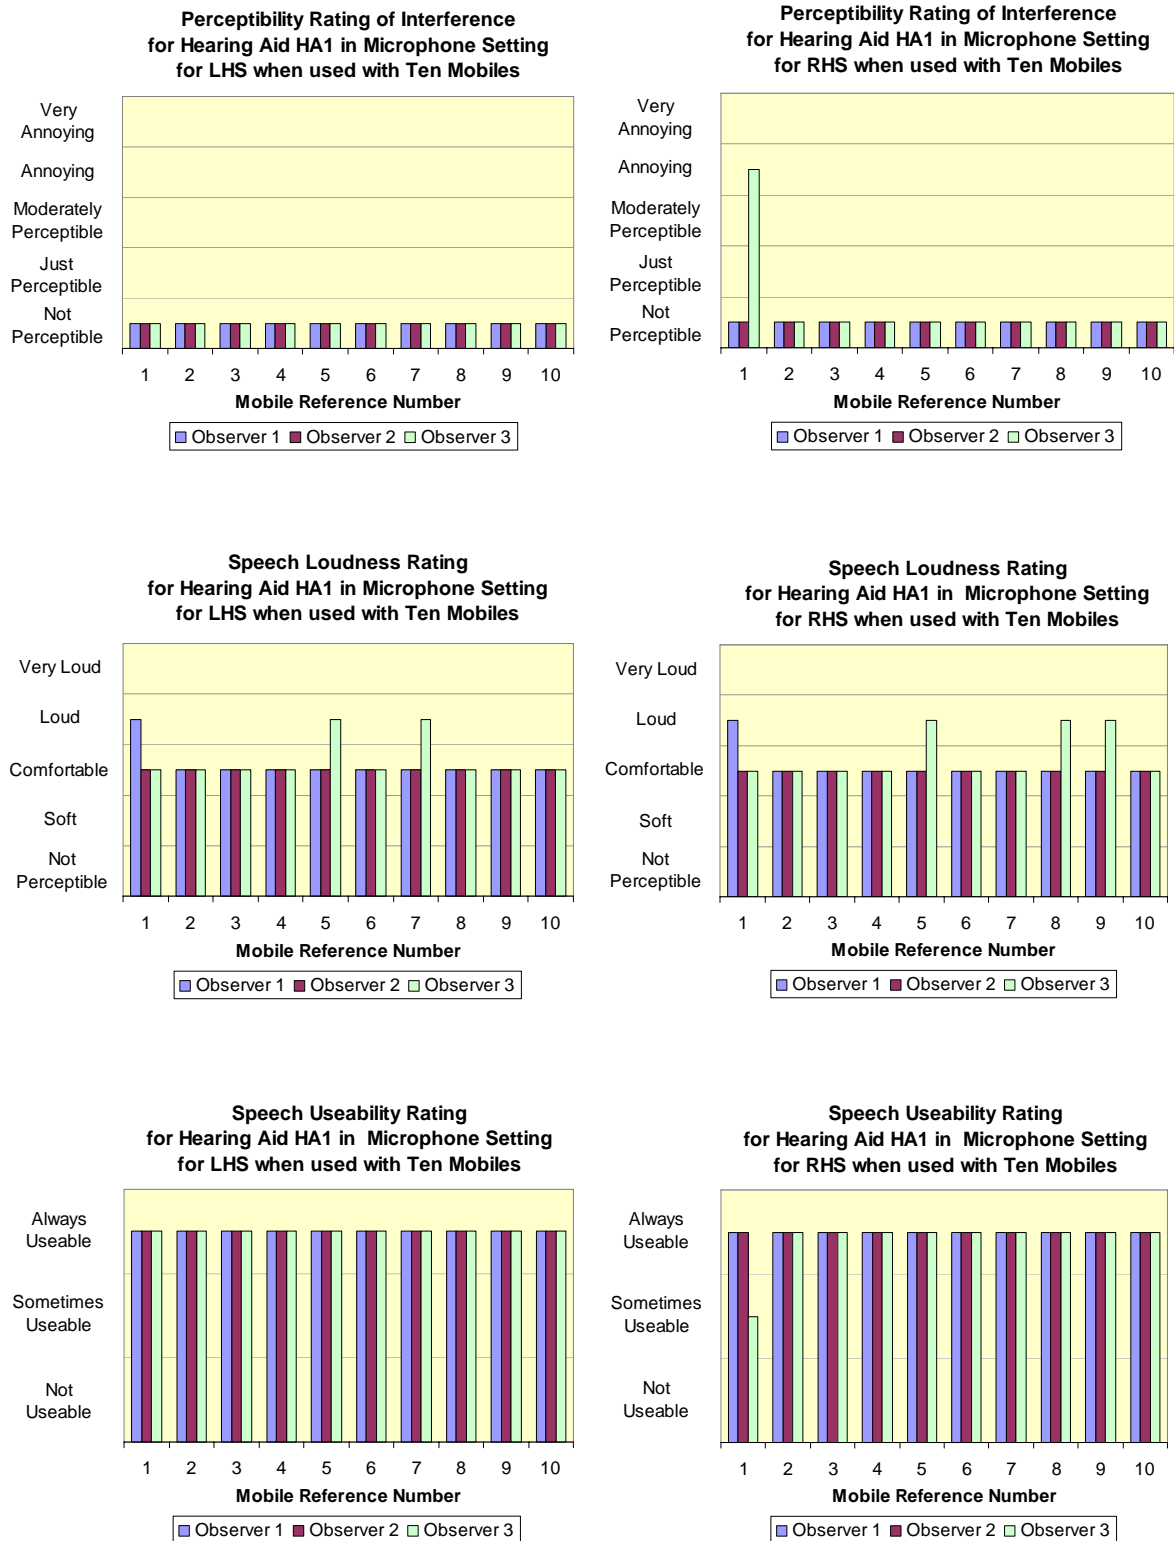 Perceptibility Rating of Interference
for Hearing Aid HA1 in Microphone Setting
for LHS when used with Ten Mobiles
Very
Annoying
Annoying
Moderately
Perceptible
Just
Perceptible
Not
Perceptible
1 2 3 4 5 6 7 8 9 10
Mobile Reference Number
Observer 1 Observer 2 Observer 3
Perceptibility Rating of Interference
for Hearing Aid HA1 in Microphone Setting
for RHS when used with Ten Mobiles
Very
Annoying
Annoying
Moderately
Perceptible
Just
Perceptible
Not
Perceptible
1 2 3 4 5 6 7 8 9 10
Mobile Reference Number
Observer 1 Observer 2 Observer 3
Speech Loudness Rating
for Hearing Aid HA1 in Microphone Setting
for LHS when used with Ten Mobiles
Very Loud
Loud
Comfortable
Soft
Not
Perceptible
1 2 3 4 5 6 7 8 9 10
Mobile Reference Number
Observer 1 Observer 2 Observer 3
Speech Loudness Rating
for Hearing Aid HA1 in Microphone Setting
for RHS when used with Ten Mobiles
Very Loud
Loud
Comfortable
Soft
Not
Perceptible
1 2 3 4 5 6 7 8 9 10
Mobile Reference Number
Observer 1 Observer 2 Observer 3
Speech Useability Rating
for Hearing Aid HA1 in Microphone Setting
for LHS when used with Ten Mobiles
Always
Useable
Sometimes
Useable
Not
Useable
1 2 3 4 5 6 7 8 9 10
Mobile Reference Number
Observer 1 Observer 2 Observer 3
Speech Useability Rating
for Hearing Aid HA1 in Microphone Setting
for RHS when used with Ten Mobiles
Always
Useable
Sometimes
Useable
Not
Useable
1 2 3 4 5 6 7 8 9 10
Mobile Reference Number
Observer 1 Observer 2 Observer 3